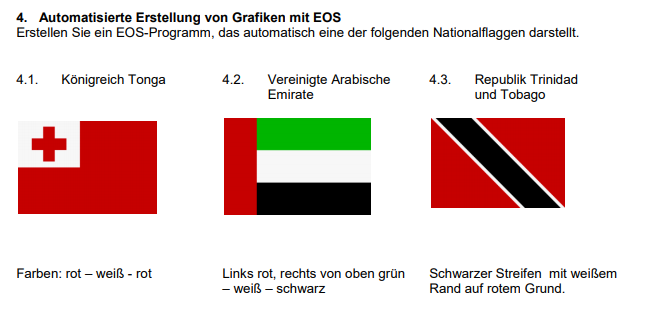 4. Automatisierte Erstellung von Grafiken mit EOS
Erstellen Sie ein EOS-Programm, das automatisch eine der folgenden Nationalflaggen darstellt.
4.1. Königreich Tonga
4.2. Vereinigte Arabische
Emirate
4.3. Republik Trinidad
und Tobago
Farben: rot – weiß - rot
Links rot, rechts von oben grün
– weiß – schwarz
Schwarzer Streifen mit weißem
Rand auf rotem Grund.